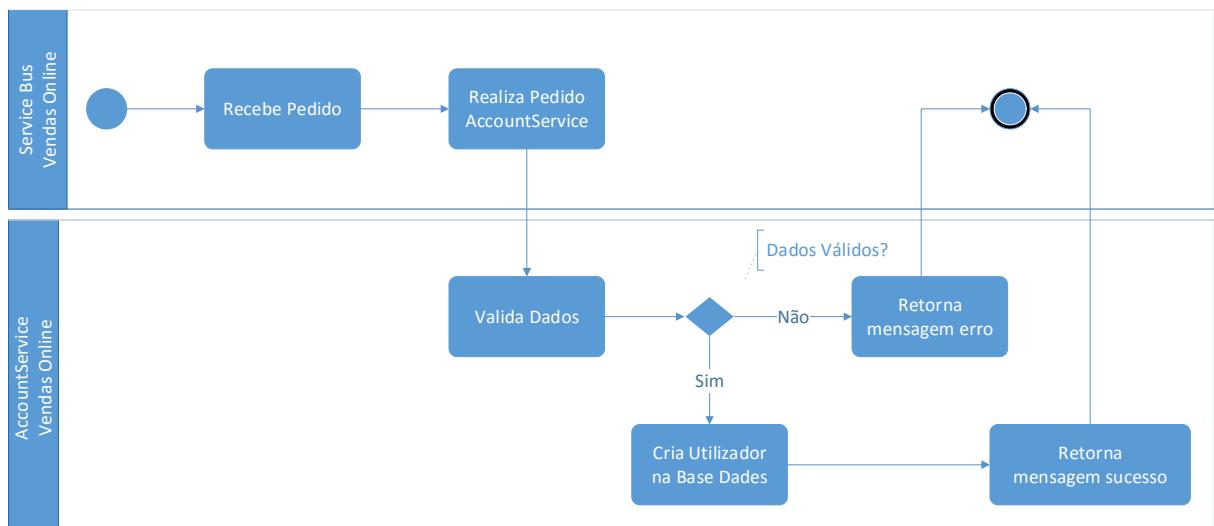 Service Bus
Vendas Online
Recebe Pedido
Realiza Pedido
AccountService
AccountService
Vendas Online
Dados Válidos?
Valida Dados
Não
Retorna
mensagem erro
Sim
Cria Utilizador
na Base Dades
Retorna
mensagem sucesso